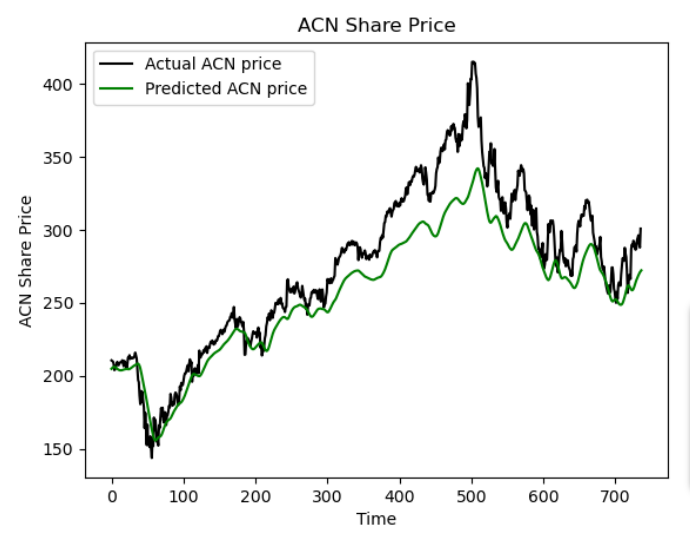 ACN Share Price
Actual ACN price
Predicted ACN price
ACN Share Price
400
350
300
250
200
150
0 100 200 300 400 500 600 700
Time